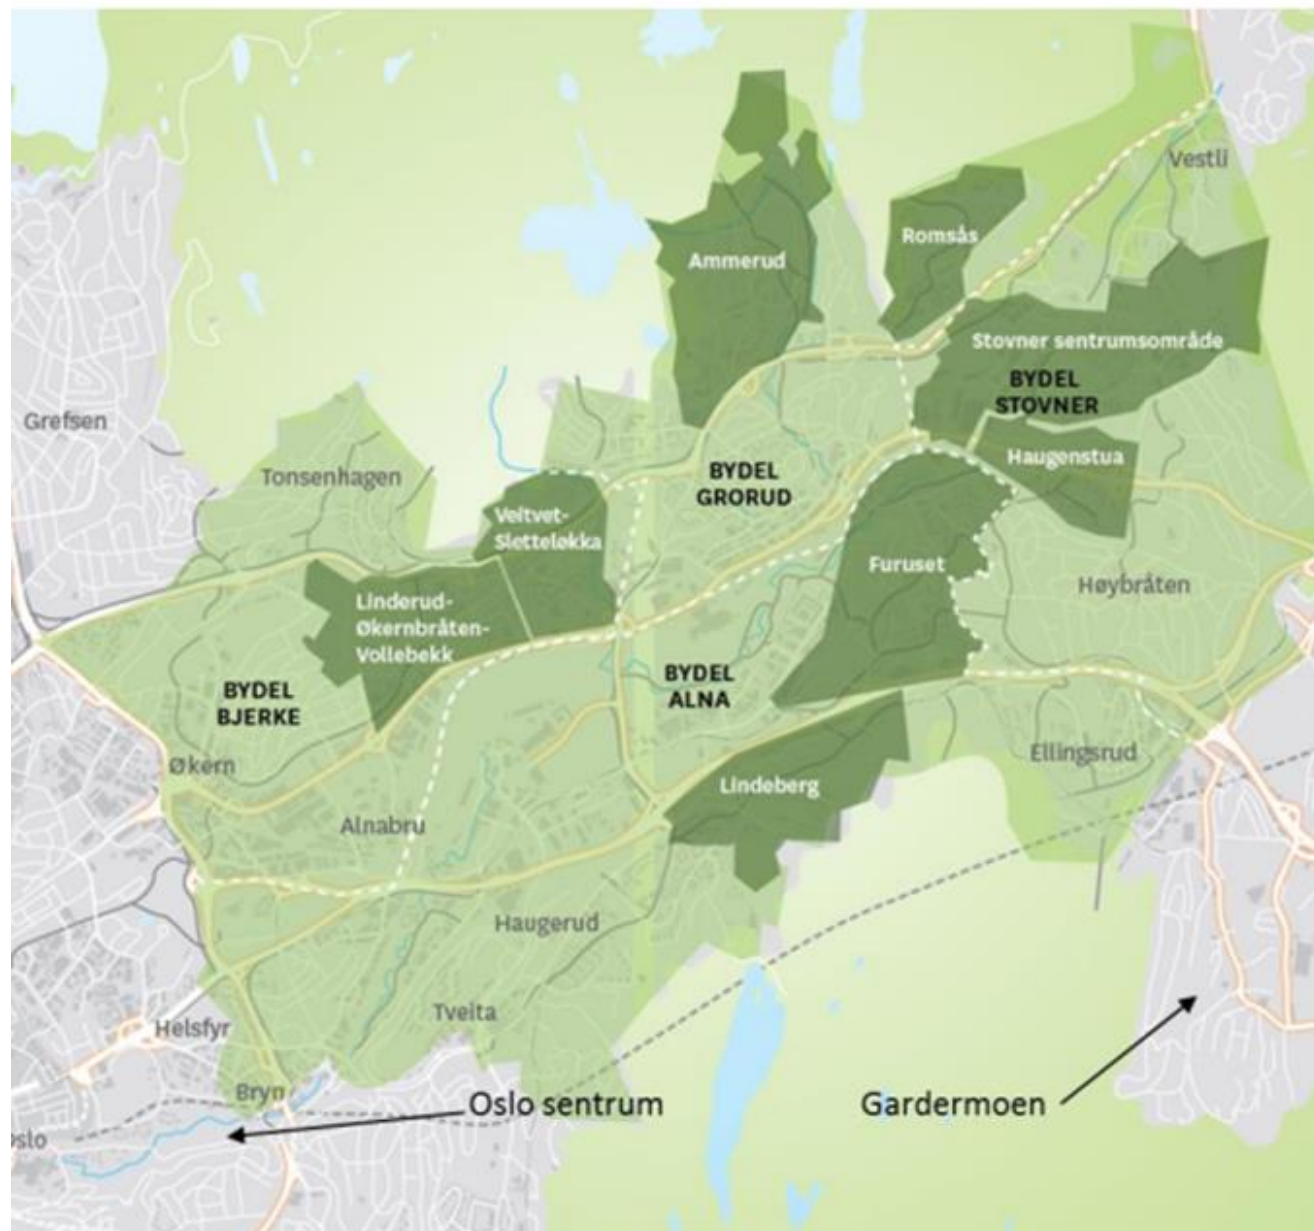 Vestli
Romsås
Ammerud
Stovner sentrumsområde
BYDEL
STOVNER
Grefsen
Tonsenhagen
BYDEL
GRORUD
Haugenstua
Veitvet-
Sletteløkka
Furuset
Høybråten
Linderud-
Økernbråten-
Vollebekk
BYDEL
BJERKE
BYDEL
ALNA
Økern
Ellingsrud
Lindeberg
Alnabru
Haugerud
Tveita
Helsfyr
Bryn
Oslo sentrum
Gardermoen
Oslo